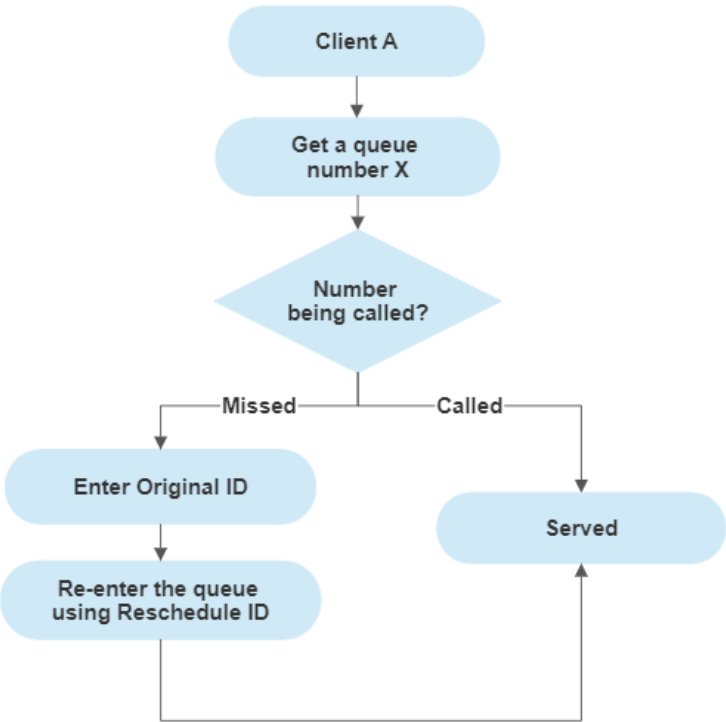 Client A
Get a queue
number X
Number
being called?
Missed
Called
Enter Original ID
Served
Re-enter the queue
using Reschedule ID